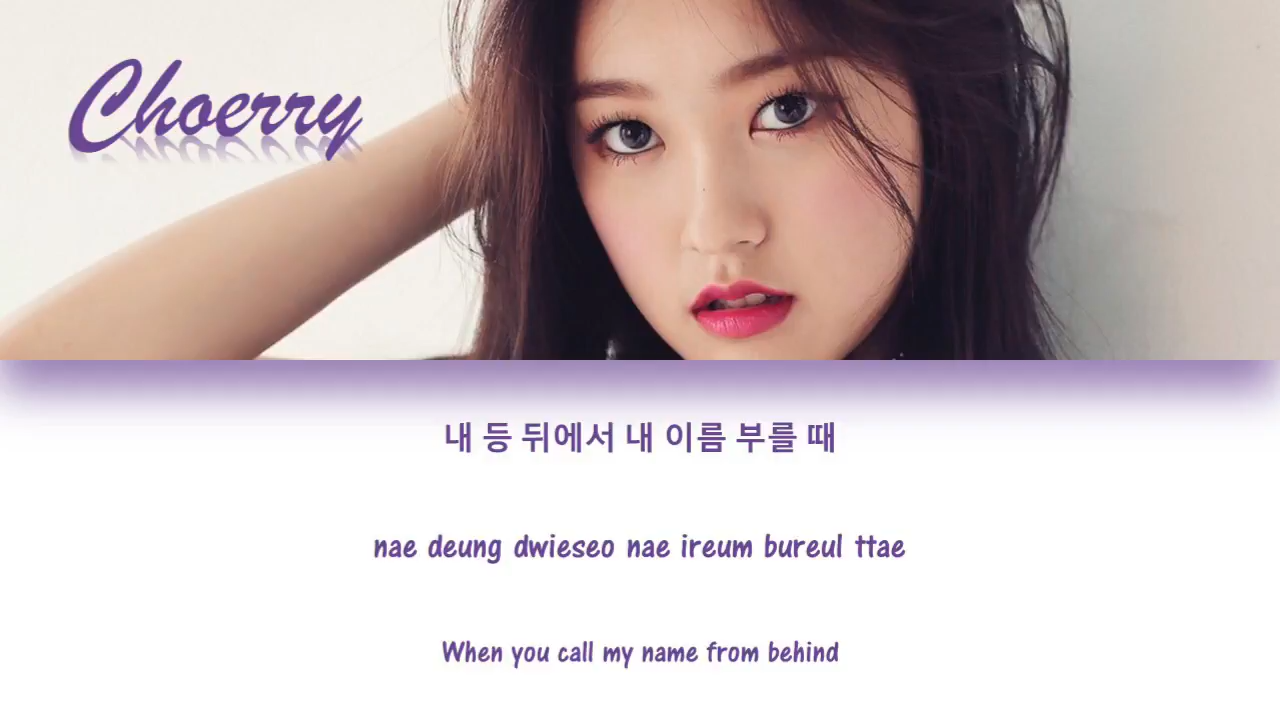 Choerry
내 등 뒤에서 내 이름 부를 때
nae deung dwieseo nae ireum bureul ttae
When you call my name from behind